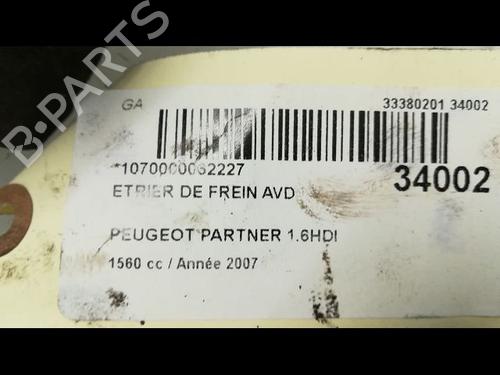 GA
33380201 34002
*1070000062227
34002
ETRIER DE FREIN AVD
PEUGEOT PARTNER 1.6HDI
1560 cc / Année 2007
B-PARTS